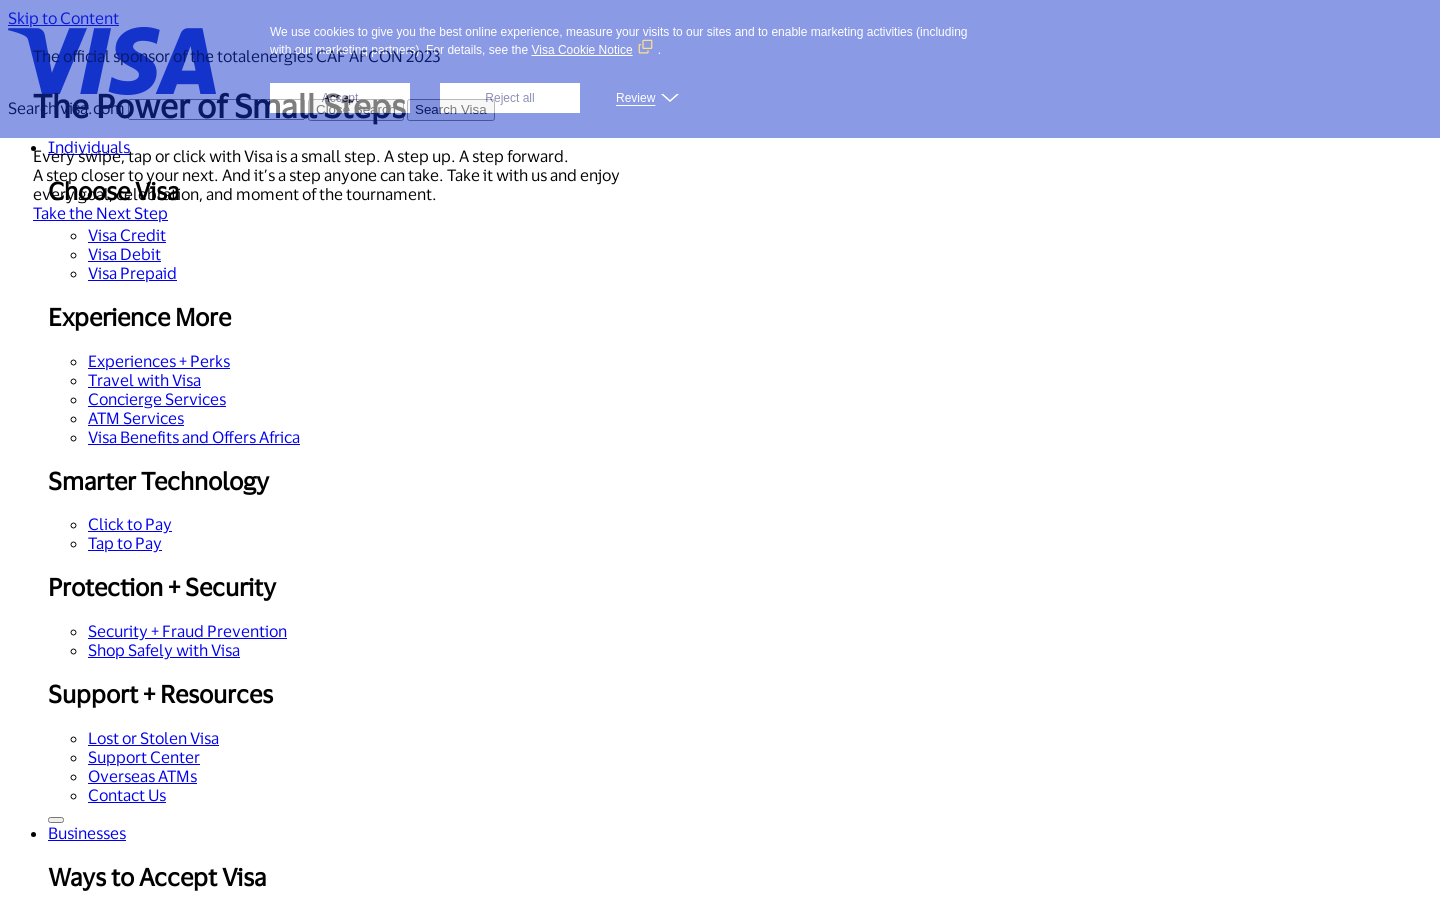 Skip to Content
VISA
We use cookies to give you the best online experience, measure your visits to our sites and to enable marketing activities (including
with our marketing partners). For details, see the Visa Cookie Notice .
The official sponsor of the totalenergies CAF AFCON 2023
Accept
Reject all
Review
The Power of Small Steps
Search Visa.com
Close Search
Search Visa
Individuals
Every swipe, tap or click with Visa is a small step. A step up. A step forward.
A step closer to your next. And it's a step anyone can take. Take it with us and enjoy
every goal, celebration, and moment of the tournament.
Take the Next Step
Choose Visa
Visa Credit
Visa Debit
Visa Prepaid
Experience More
Experiences + Perks
Travel with Visa
Concierge Services
ATM Services
Visa Benefits and Offers Africa
Smarter Technology
Click to Pay
Tap to Pay
Protection + Security
Security + Fraud Prevention
Shop Safely with Visa
Support + Resources
Lost or Stolen Visa
Support Center
Overseas ATMs
Contact Us
Businesses
Ways to Accept Visa